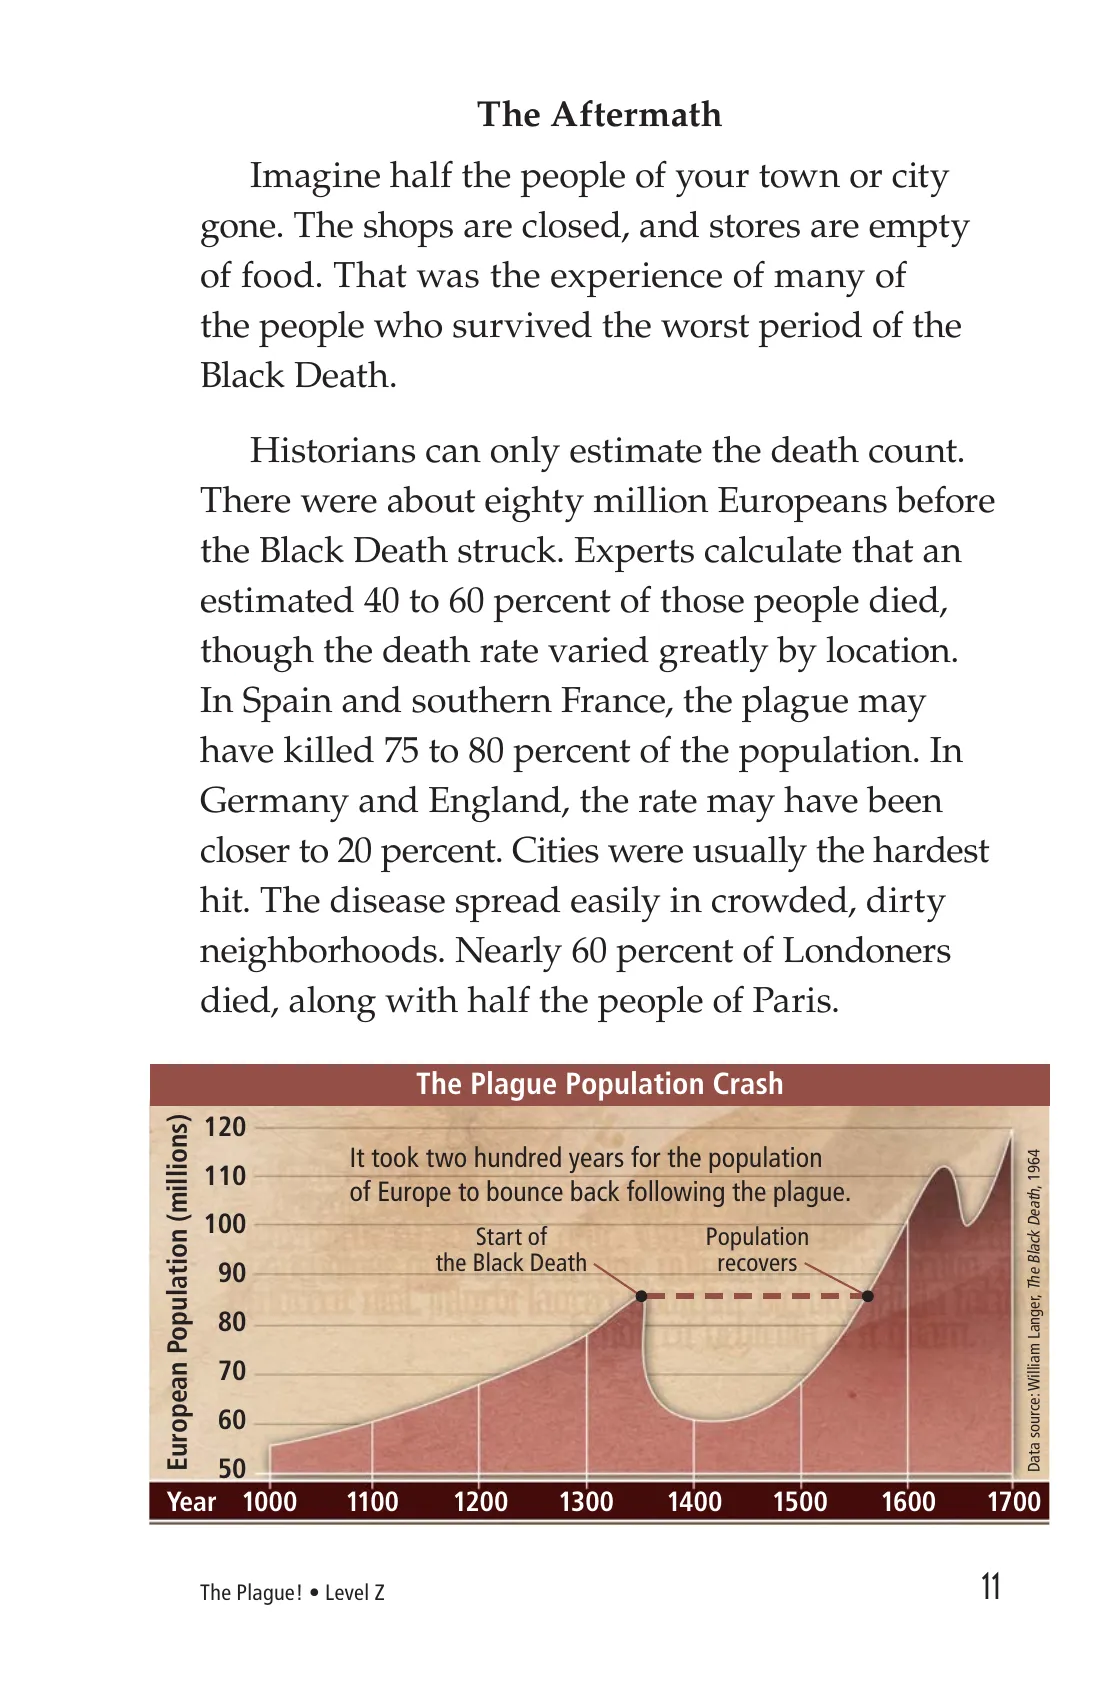 The Aftermath
Imagine half the people of your town or city
gone. The shops are closed, and stores are empty
of food. That was the experience of many of
the people who survived the worst period of the
Black Death.
Historians can only estimate the death count.
There were about eighty million Europeans before
the Black Death struck. Experts calculate that an
estimated 40 to 60 percent of those people died,
though the death rate varied greatly by location.
In Spain and southern France, the plague may
have killed 75 to 80 percent of the population. In
Germany and England, the rate may have been
closer to 20 percent. Cities were usually the hardest
hit. The disease spread easily in crowded, dirty
neighborhoods. Nearly 60 percent of Londoners
died, along with half the people of Paris.
The Plague Population Crash
European Population (millions)
120
110
100
90
80
70
60
50
It took two hundred years for the population
of Europe to bounce back following the plague.
Start of
the Black Death
Population
recovers
Data source: William Langer, The Black Death, 1964
Year 1000 1100 1200 1300 1400 1500 1600 1700
The Plague! • Level Z
11